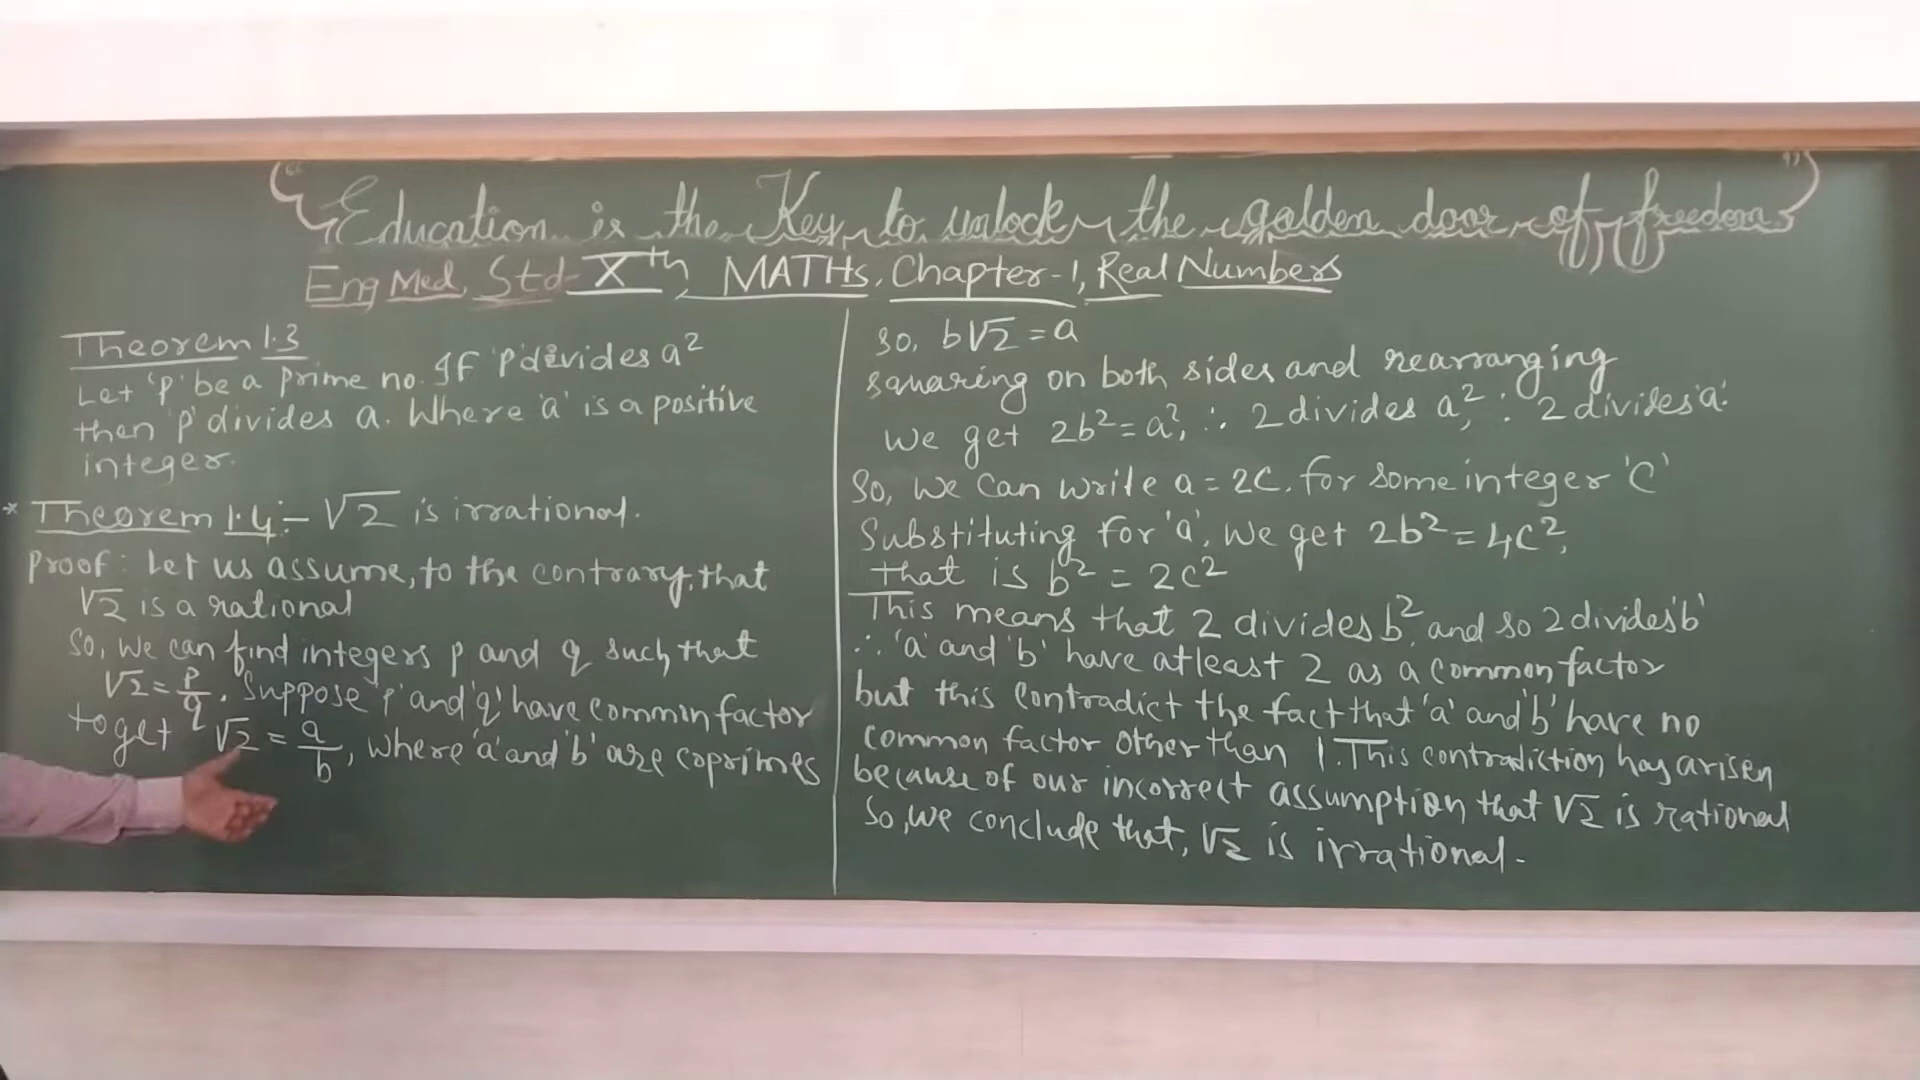 "Education is the Key to unlock the golden door of freedom"
Eng Med, Std-Xth, MATHs, Chapter-1, Real Numbers
Theorem 1.3
Let 'p' be a prime no. If 'P' divides a²
then 'p' divides a. Where 'a' is a positive
integer.
* Theorem 1.4:- √2 is irrational.
Proof: Let us assume, to the contrary, that
√2 is a rational
So, we can find integers p and q such that
√2 = p/q. Suppose 'p' and 'q' have common factor
to get √2 = a/b, where 'a' and 'b' are coprimes
so, b√2 = a
squaring on both sides and rearranging
we get 2b² = a², ∴ 2 divides a², ∴ 2 divides 'a'.
So, we can write a = 2c, for some integer 'c'
Substituting for 'a', we get 2b² = 4c²,
That is b² = 2c²
This means that 2 divides b², and so 2 divides 'b'
∴ 'a' and 'b' have atleast 2 as a common factor
but this contradict the fact that 'a' and 'b' have no
common factor other than 1. This contradiction has arisen
because of our incorrect assumption that √2 is rational
So, we conclude that, √2 is irrational.